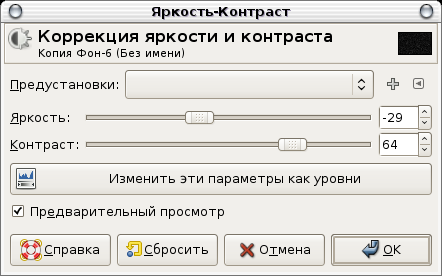 Яркость-Контраст
Коррекция яркости и контраста
Копия Фон-6 (Без имени)
Предустановки:
Яркость: -29
Контраст: 64
Изменить эти параметры как уровни
Предварительный просмотр
Справка Сбросить Отмена OK